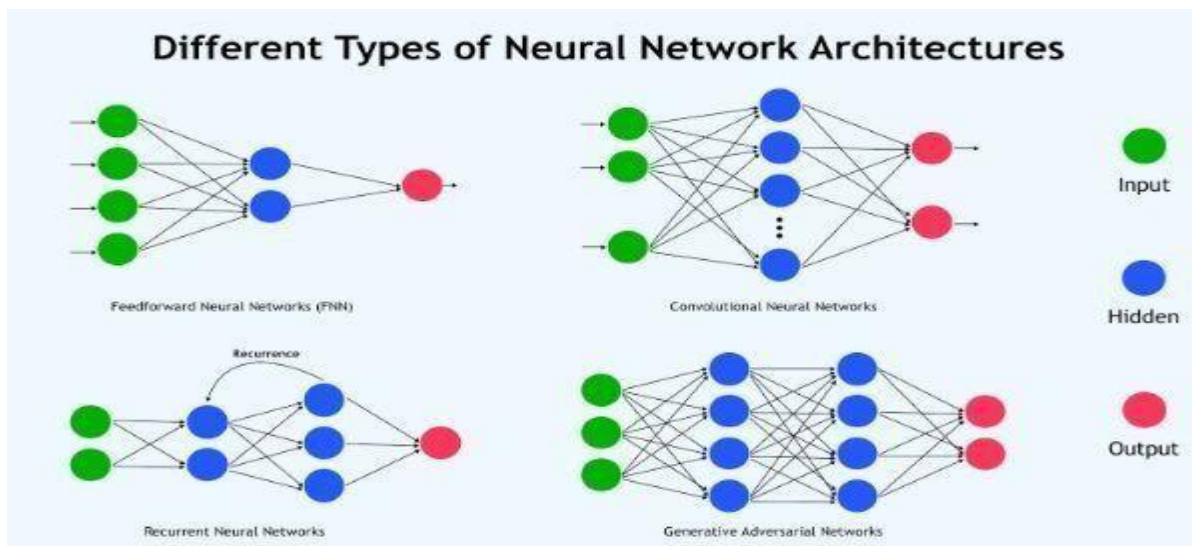 Different Types of Neural Network Architectures
Input
Feedforward Neural Networks (FNN)
Convolutional Neural Networks
Hidden
Recurrence
Output
Recurrent Neural Networks
Generative Adversarial Networks